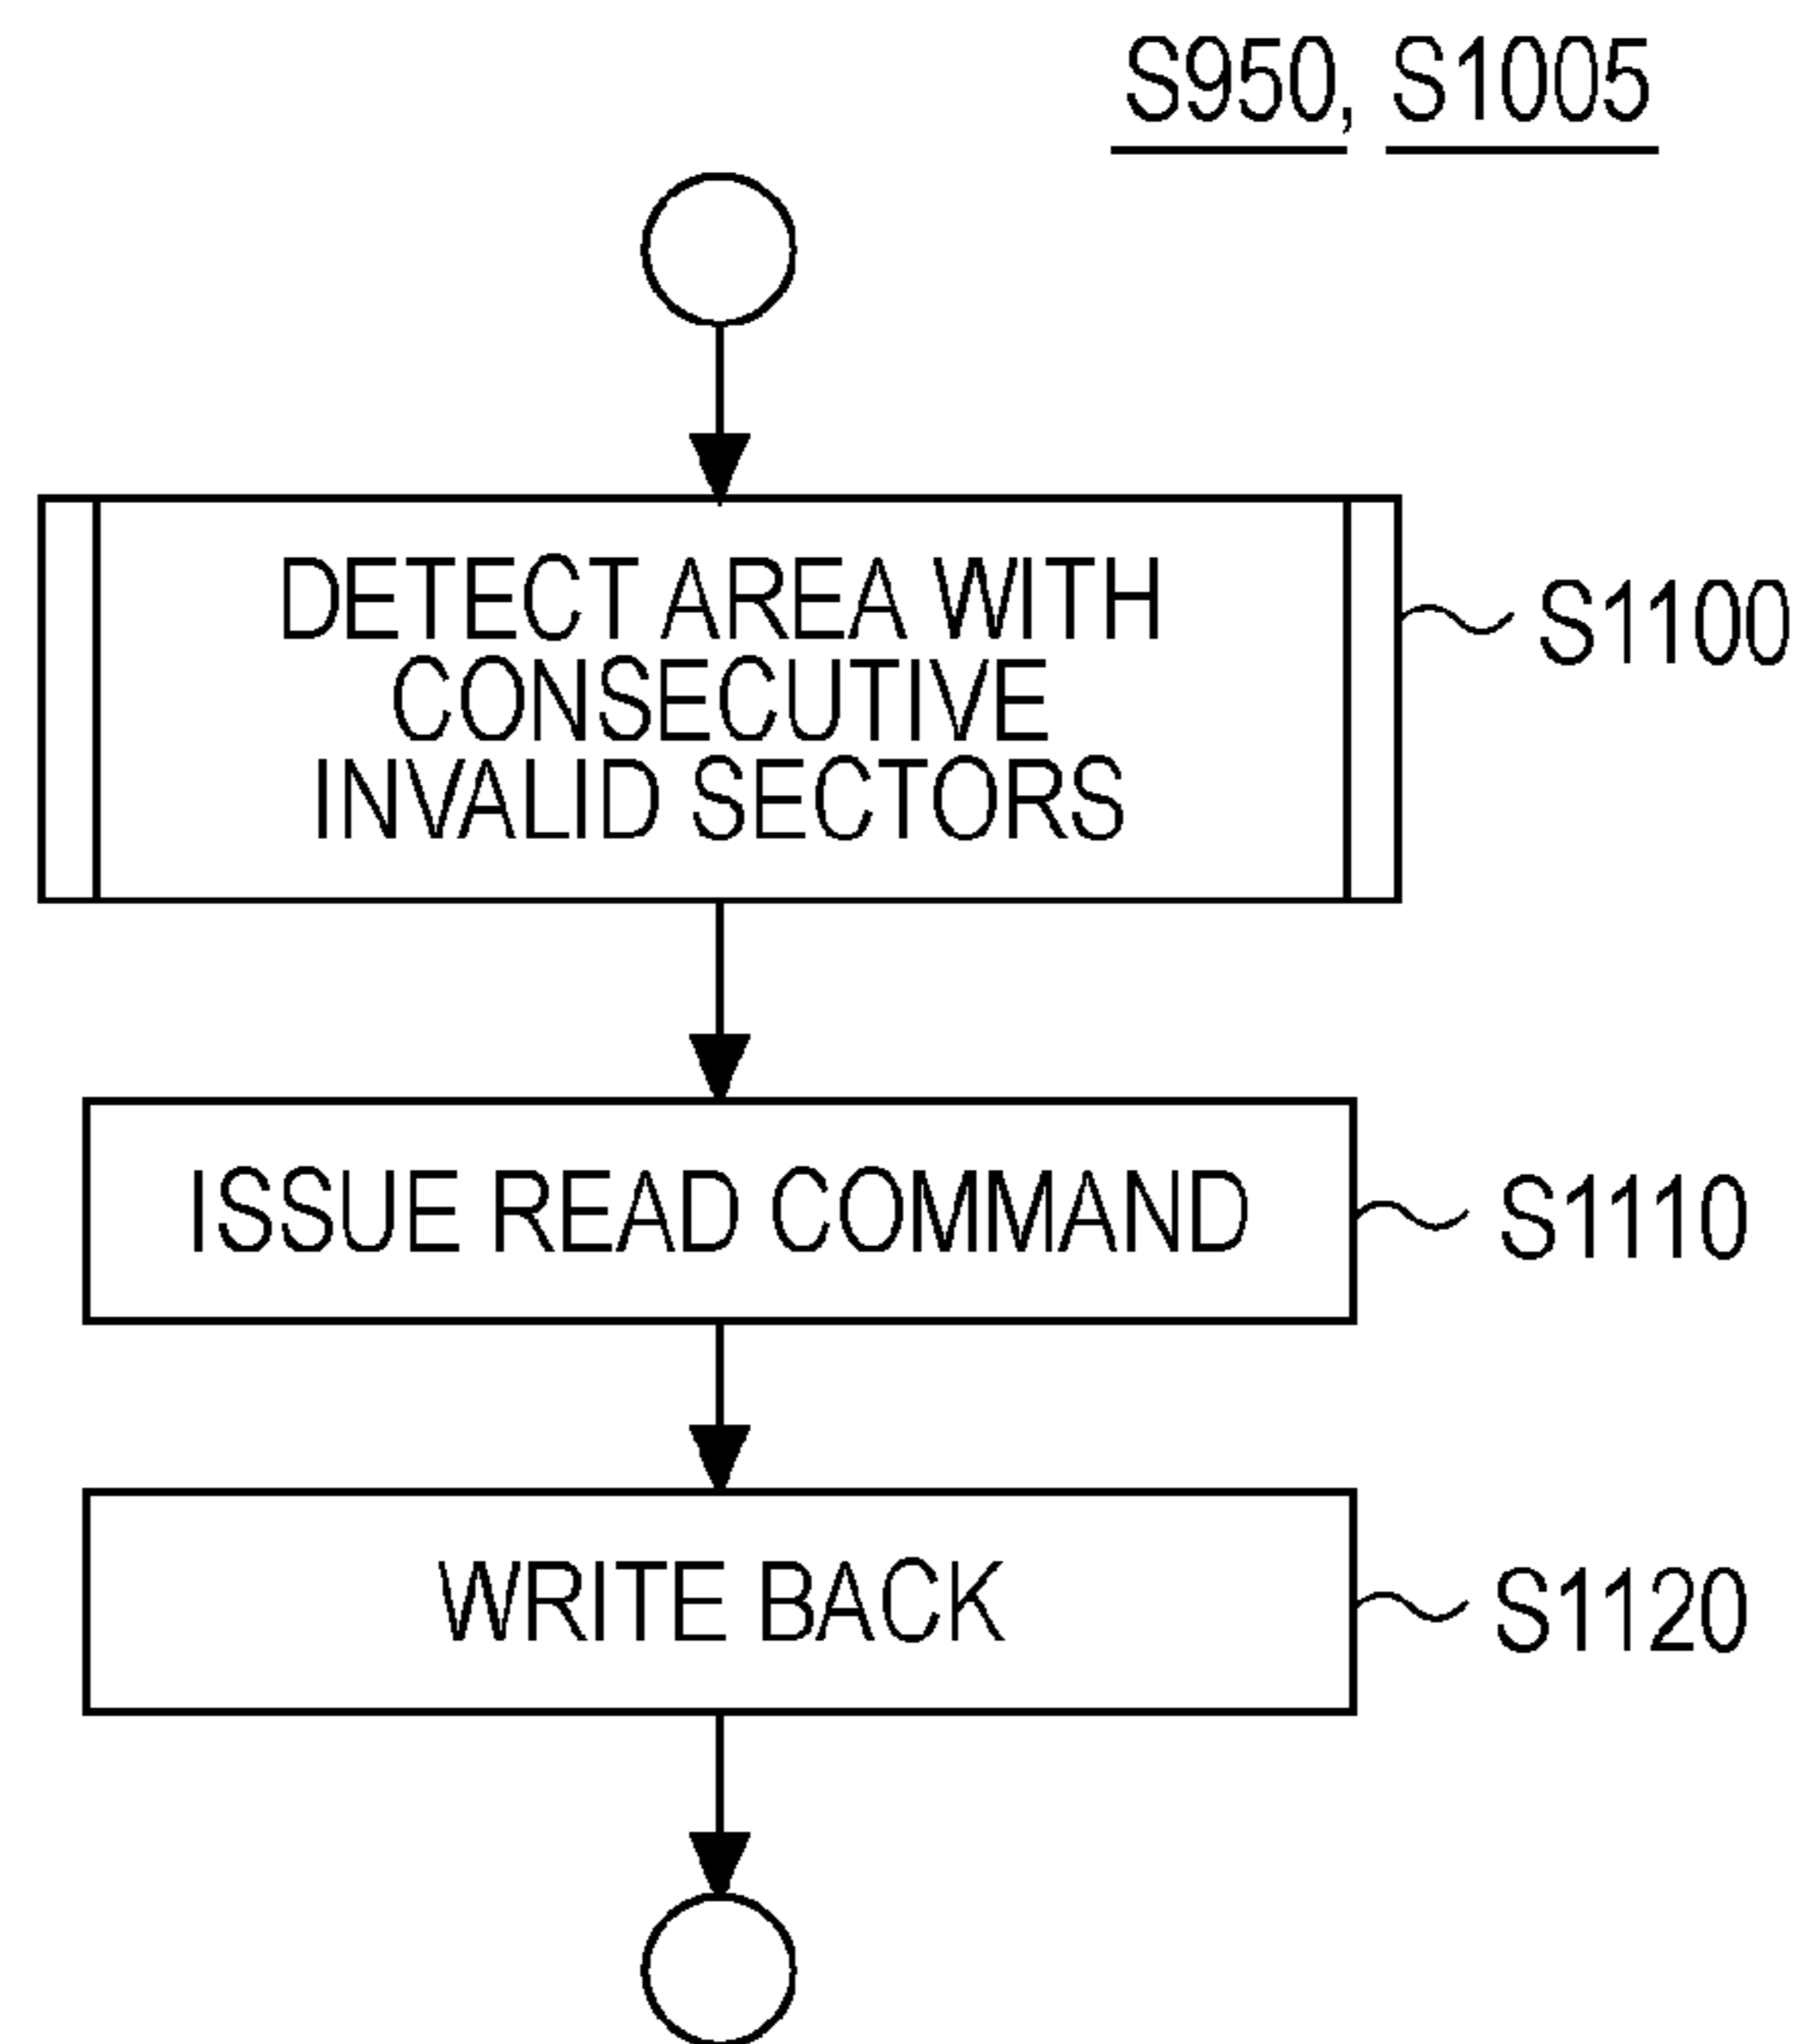 S950, S1005
DETECT AREA WITH
CONSECUTIVE
INVALID SECTORS
S1100
ISSUE READ COMMAND
S1110
WRITE BACK
S1120